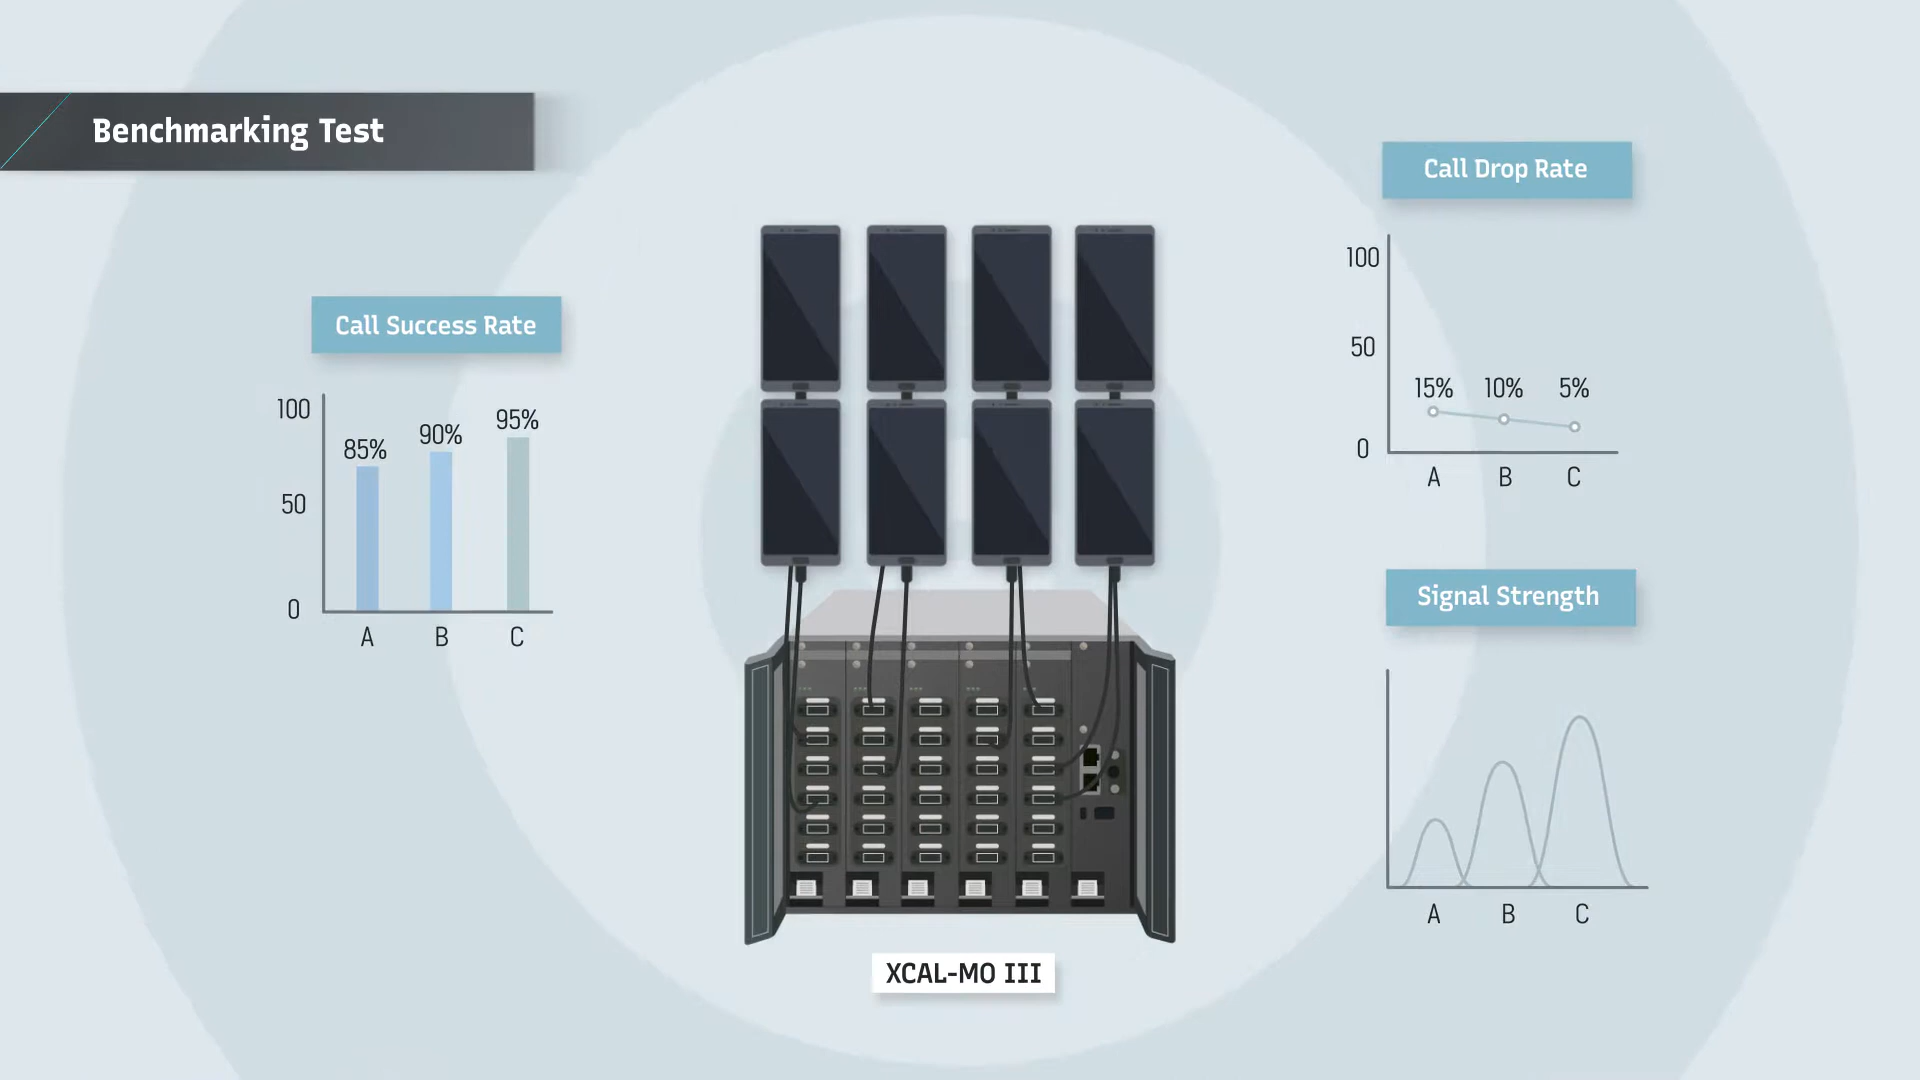 Benchmarking Test
Call Success Rate
100
50
0
85%
90%
95%
A
B
C
Call Drop Rate
100
50
0
15%
10%
5%
A
B
C
Signal Strength
A
B
C
XCAL-MO III